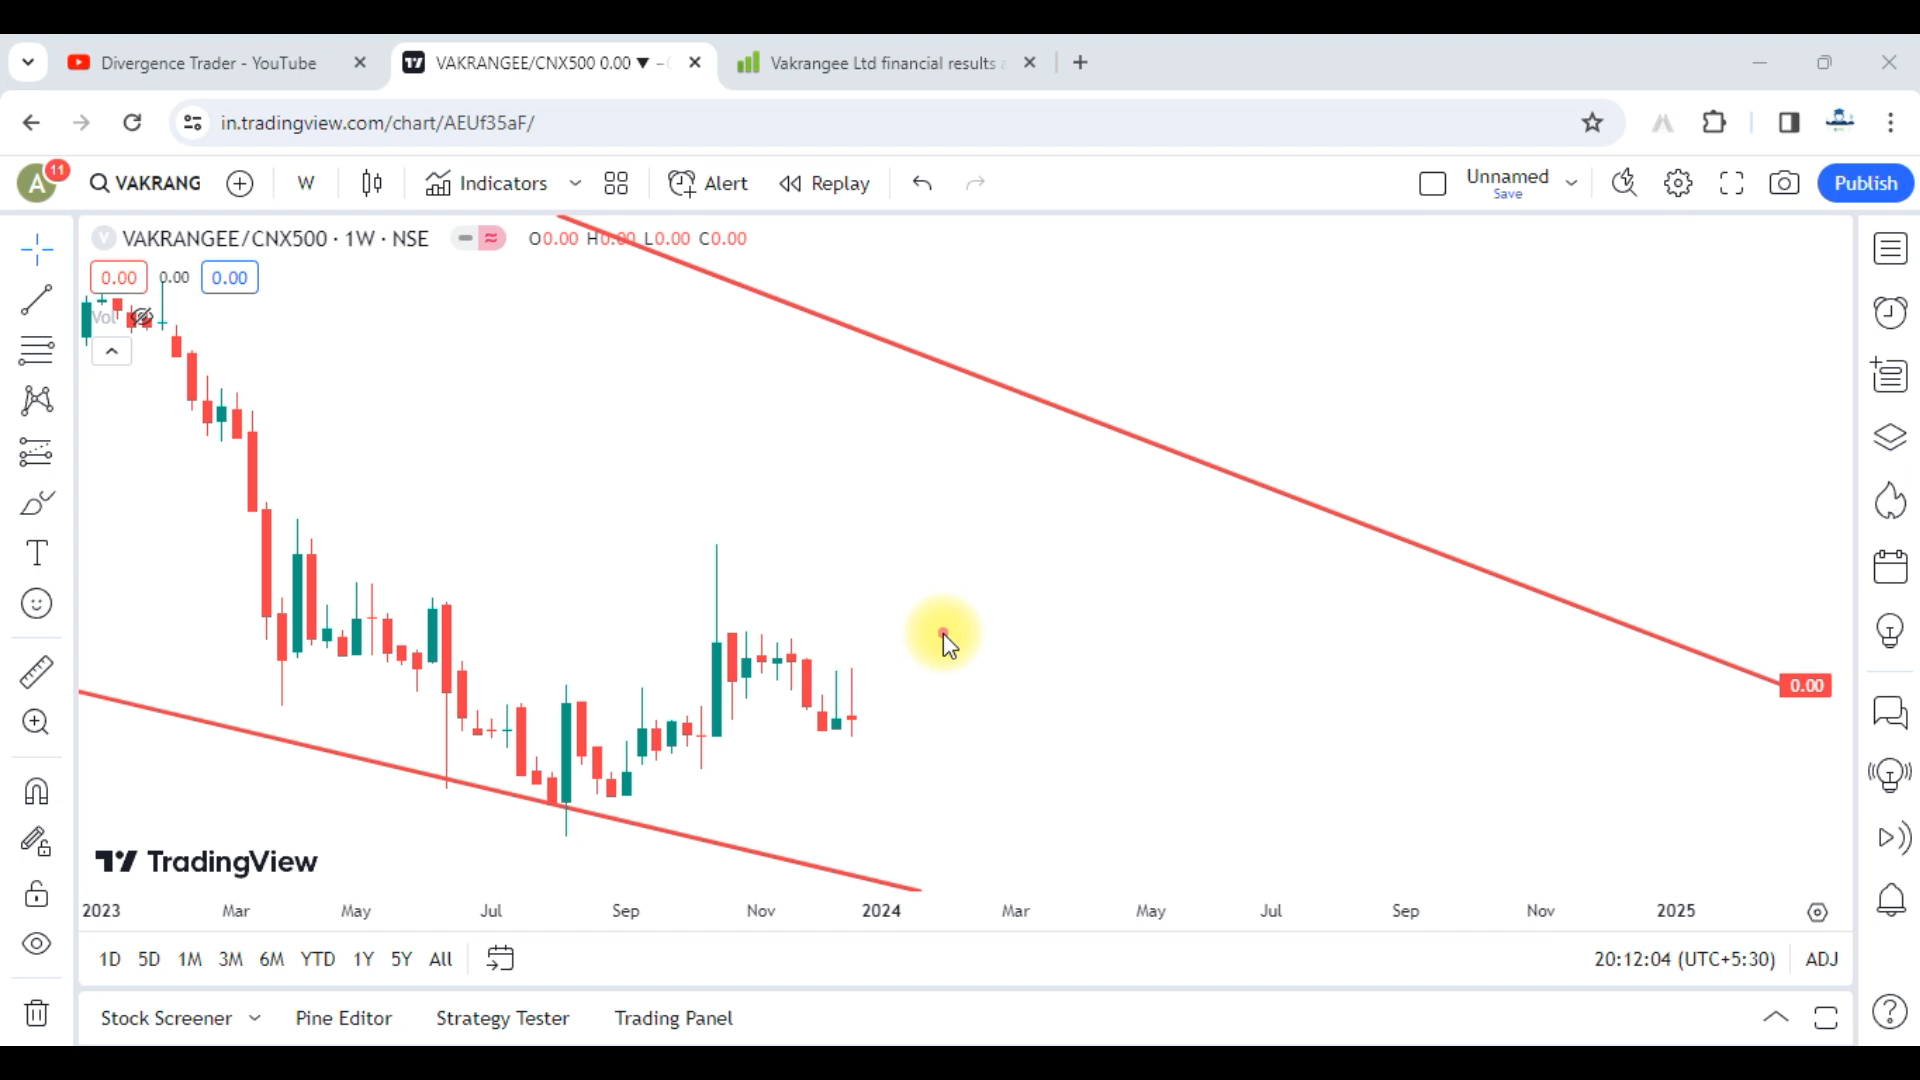 Divergence Trader - YouTube
VAKRANGEE/CNX500 0.00 ▼ –
Vakrangee Ltd financial results
in.tradingview.com/chart/AEUf35aF/
A
11
VAKRANG
W
Indicators
Alert
Replay
Unnamed
Save
Publish
V
VAKRANGEE/CNX500 · 1W · NSE
O0.00 H0.00 L0.00 C0.00
0.00
0.00
0.00
Vol
0.00
TradingView
2023
Mar
May
Jul
Sep
Nov
2024
Mar
May
Jul
Sep
Nov
2025
1D 5D 1M 3M 6M YTD 1Y 5Y All
20:12:04 (UTC+5:30)
ADJ
Stock Screener
Pine Editor
Strategy Tester
Trading Panel